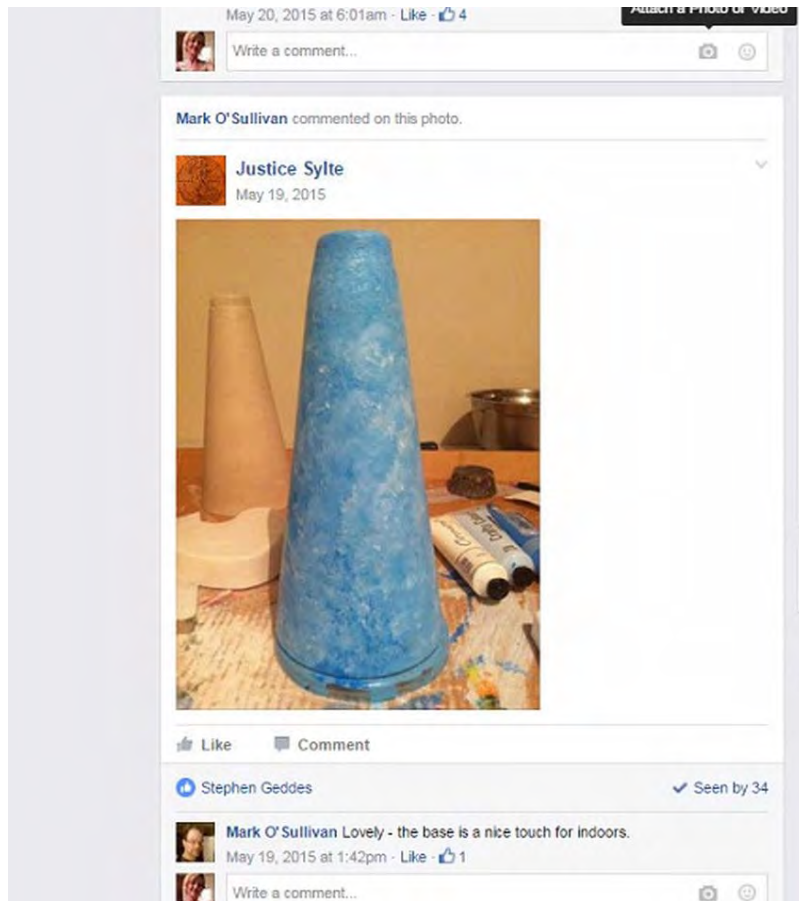 May 20, 2015 at 6:01am · Like · 4
Attach a Photo or Video
Write a comment...
Mark O'Sullivan commented on this photo.
Justice Sylte
May 19, 2015
Like Comment
Stephen Geddes Seen by 34
Mark O'Sullivan Lovely - the base is a nice touch for indoors.
May 19, 2015 at 1:42pm · Like · 1
Write a comment...